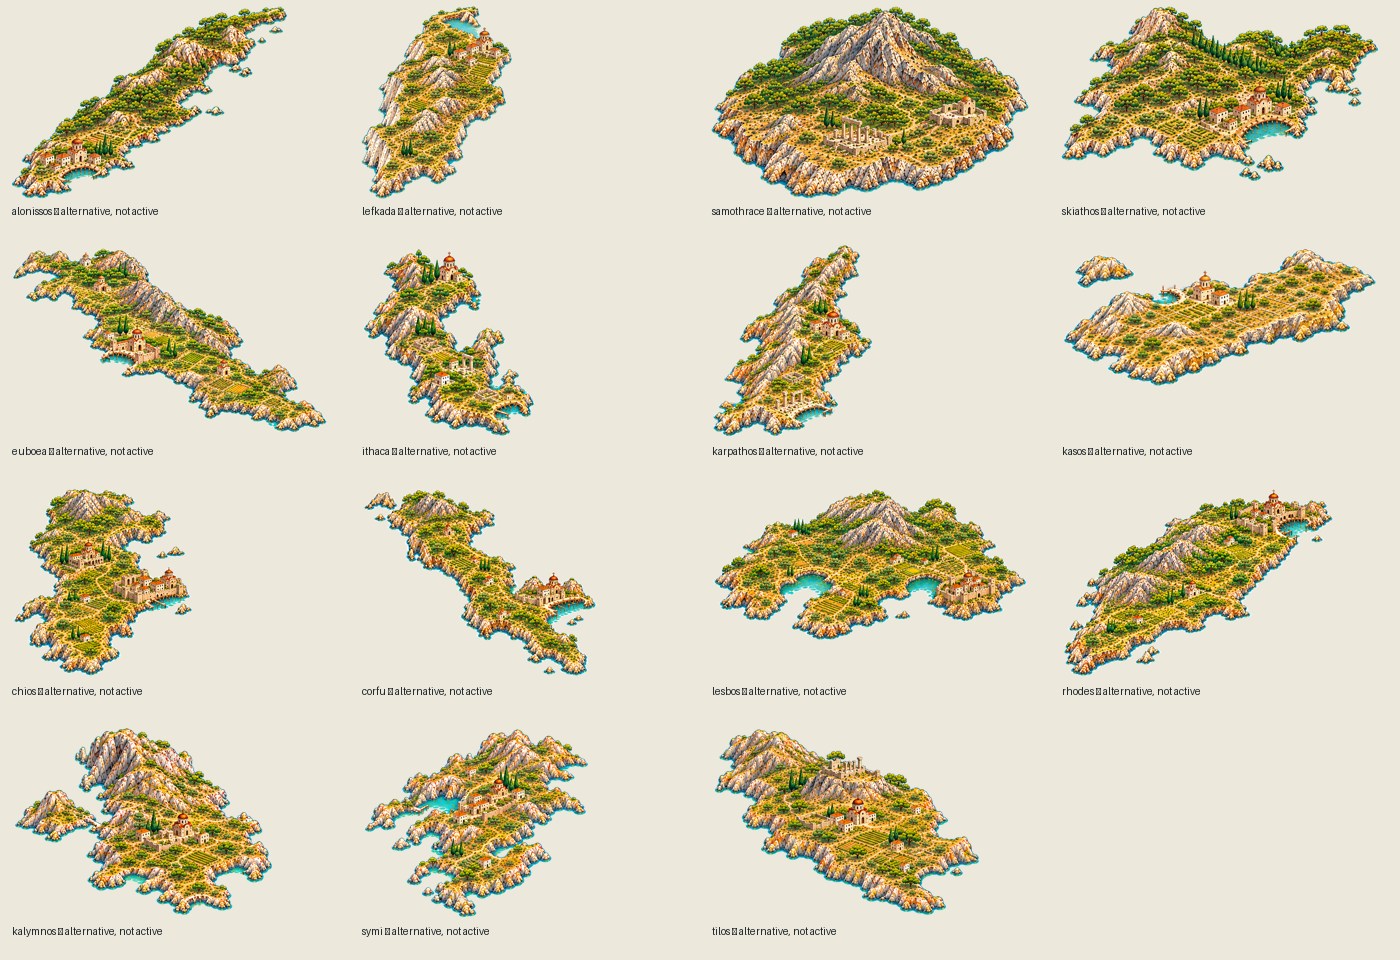 alonissos ▯ alternative, not active
lefkada ▯ alternative, not active
samothrace ▯ alternative, not active
skiathos ▯ alternative, not active
euboea ▯ alternative, not active
ithaca ▯ alternative, not active
karpathos ▯ alternative, not active
kasos ▯ alternative, not active
chios ▯ alternative, not active
corfu ▯ alternative, not active
lesbos ▯ alternative, not active
rhodes ▯ alternative, not active
kalymnos ▯ alternative, not active
symi ▯ alternative, not active
tilos ▯ alternative, not active